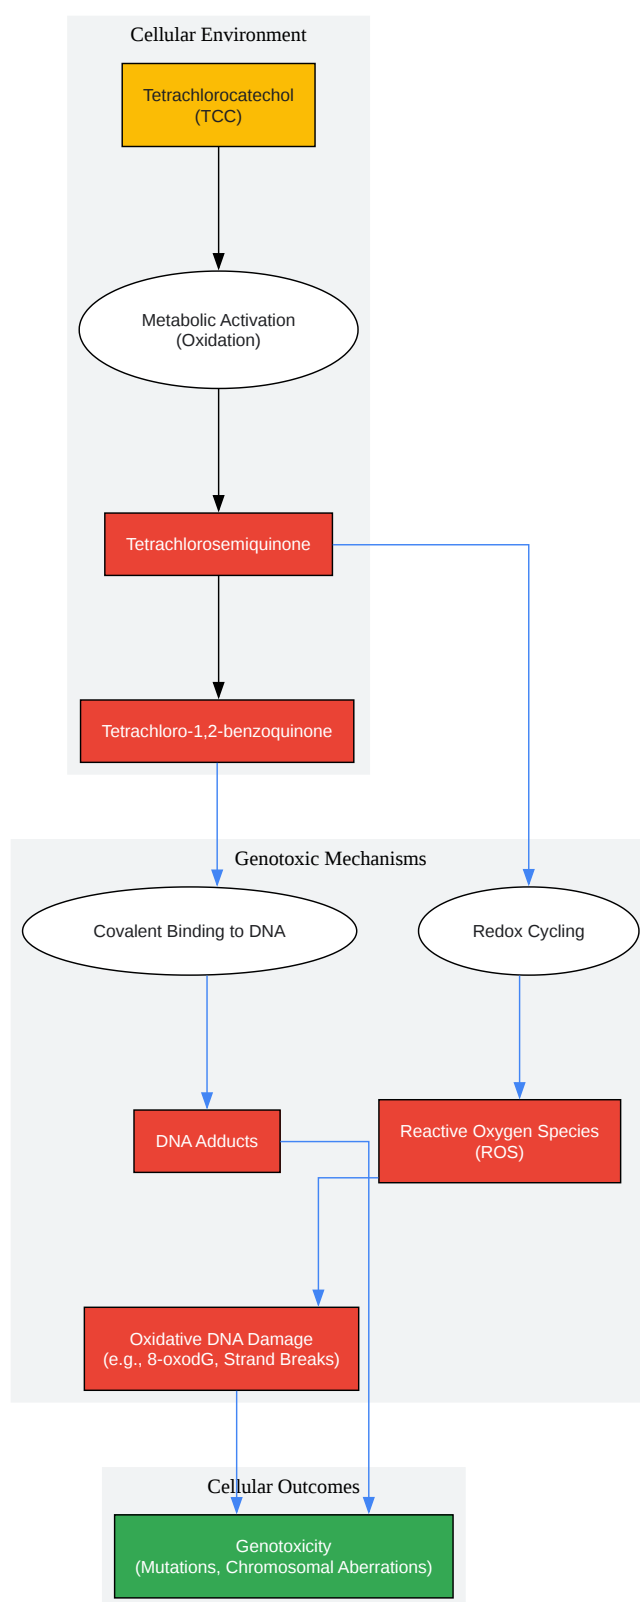 Cellular Environment
Tetrachlorocatechol
(TCC)
Metabolic Activation
(Oxidation)
Tetrachlorosemiquinone
Tetrachloro-1,2-benzoquinone
Genotoxic Mechanisms
Covalent Binding to DNA
Redox Cycling
DNA Adducts
Reactive Oxygen Species
(ROS)
Oxidative DNA Damage
(e.g., 8-oxodG, Strand Breaks)
Cellular Outcomes
Genotoxicity
(Mutations, Chromosomal Aberrations)